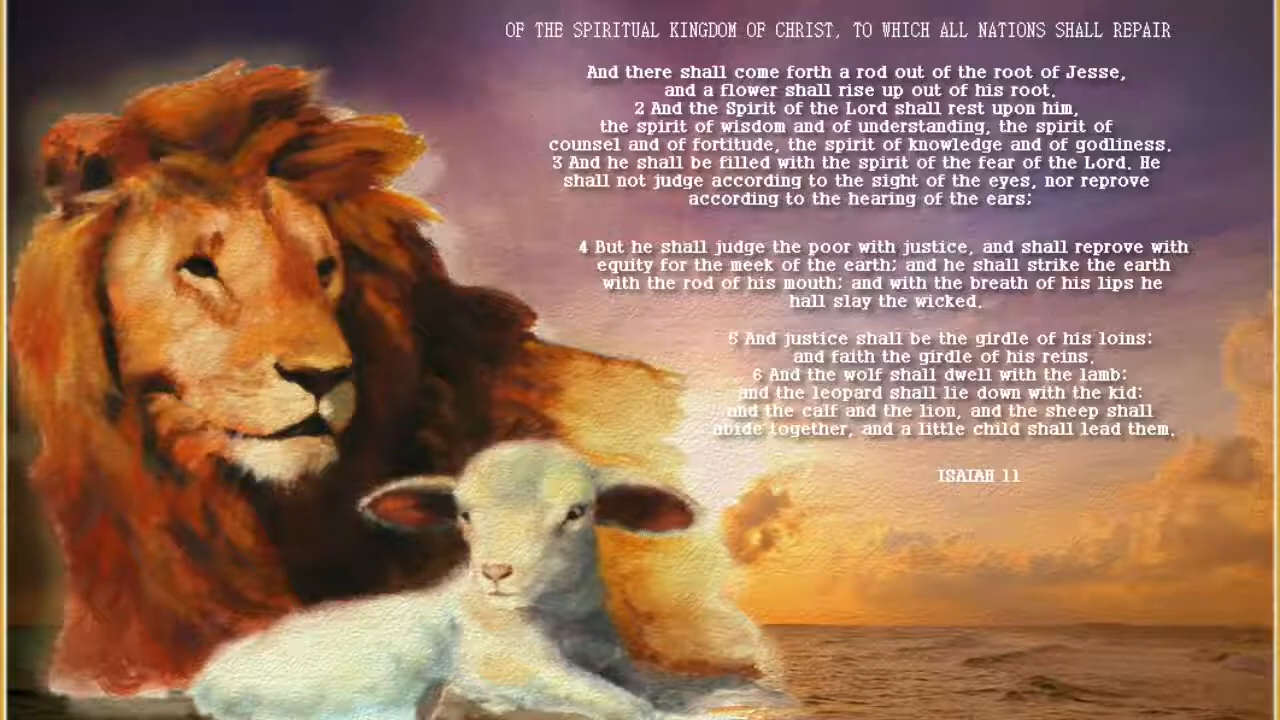 OF THE SPIRITUAL KINGDOM OF CHRIST, TO WHICH ALL NATIONS SHALL REPAIR
And there shall come forth a rod out of the root of Jesse,
and a flower shall rise up out of his root.
2 And the Spirit of the Lord shall rest upon him,
the spirit of wisdom and of understanding, the spirit of
counsel and of fortitude, the spirit of knowledge and of godliness.
3 And he shall be filled with the spirit of the fear of the Lord. He
shall not judge according to the sight of the eyes, nor reprove
according to the hearing of the ears;
4 But he shall judge the poor with justice, and shall reprove with
equity for the meek of the earth; and he shall strike the earth
with the rod of his mouth; and with the breath of his lips he
hall slay the wicked.
5 And justice shall be the girdle of his loins:
and faith the girdle of his reins.
6 And the wolf shall dwell with the lamb:
and the leopard shall lie down with the kid:
and the calf and the lion, and the sheep shall
abide together, and a little child shall lead them.
ISAIAH 11